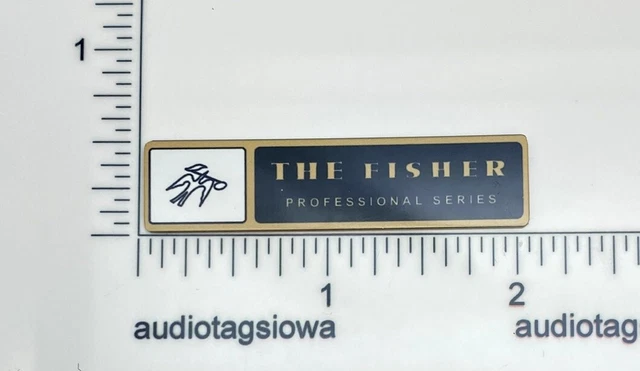 1
THE FISHER
PROFESSIONAL SERIES
1 2
audiotagsiowa audiotag